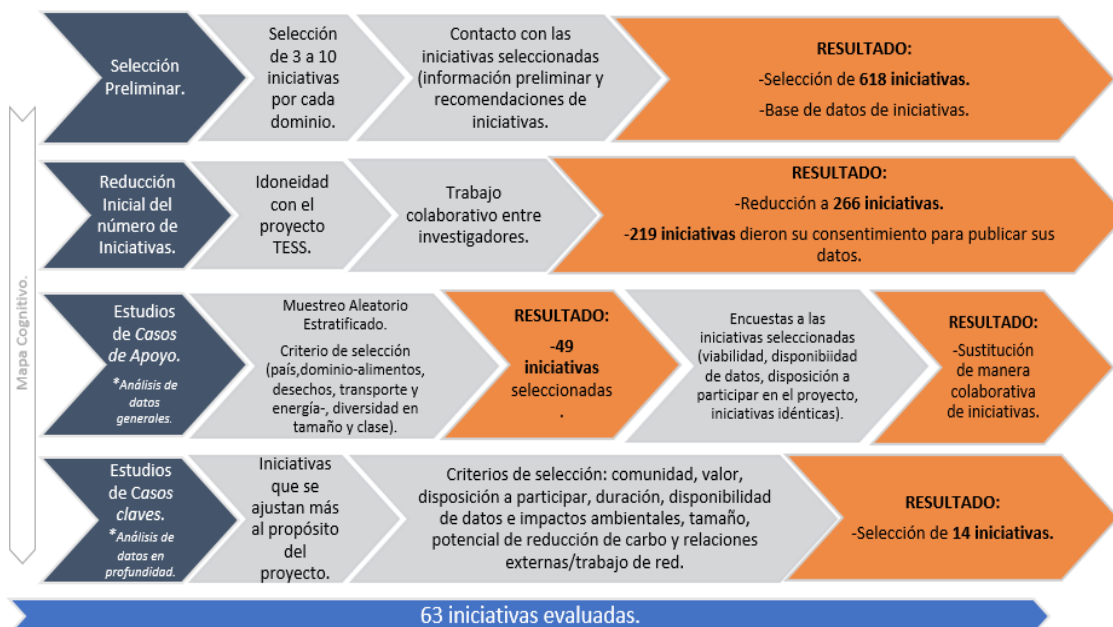 Mapa Cognitivo.
Selección
Preliminar.
Selección
de 3 a 10
iniciativas
por cada
dominio.
Contacto con las
iniciativas seleccionadas
(información preliminar y
recomendaciones de
iniciativas.
RESULTADO:
-Selección de 618 iniciativas.
-Base de datos de iniciativas.
Reducción
Inicial del
número de
Iniciativas.
Idoneidad
con el
proyecto
TESS.
Trabajo
colaborativo entre
investigadores.
RESULTADO:
-Reducción a 266 iniciativas.
-219 iniciativas dieron su consentimiento para publicar sus
datos.
Estudios
de Casos
de Apoyo.
*Análisis de
datos
generales.
Muestreo Aleatorio
Estratificado.
Criterio de selección
(país,dominio-alimentos,
desechos, transporte y
energía-, diversidad en
tamaño y clase).
RESULTADO:
-49
iniciativas
seleccionadas
.
Encuestas a las
iniciativas seleccionadas
(viabilidad, disponibiidad
de datos, disposición a
participar en el proyecto,
iniciativas idénticas).
RESULTADO:
-Sustitución
de manera
colaborativa
de iniciativas.
Estudios
de Casos
claves.
*Análisis de
datos en
profundidad.
Iniciativas
que se
ajustan más
al propósito
del
proyecto.
Criterios de selección: comunidad, valor,
disposición a participar, duración, disponibilidad
de datos e impactos ambientales, tamaño,
potencial de reducción de carbo y relaciones
externas/trabajo de red.
RESULTADO:
-Selección de 14 iniciativas.
63 iniciativas evaluadas.